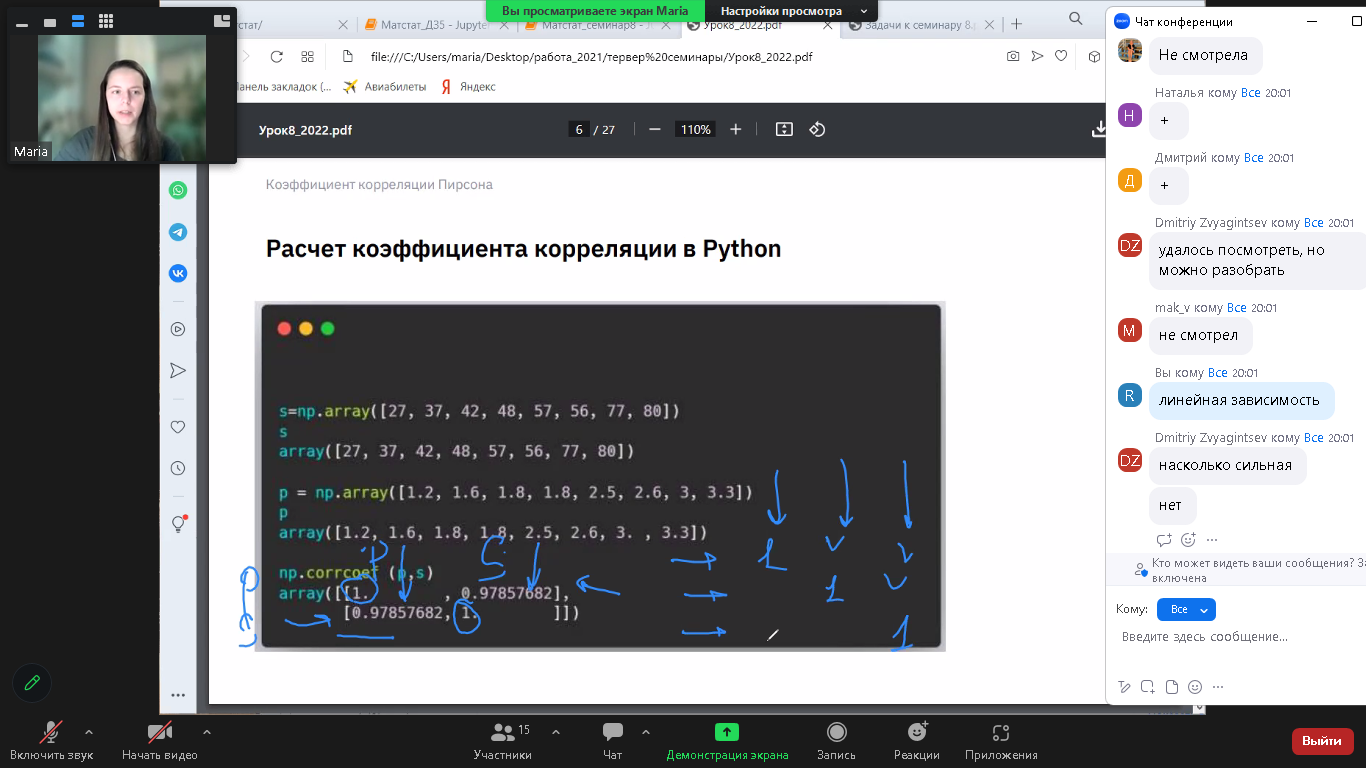 Вы просматриваете экран Maria
Настройки просмотра
тстат/
Матстат_ДЗ5 - Jupyter
Матстат_семинар8 - J
Урок8_2022.pdf
Задачи к семинару 8.p
file:///C:/Users/maria/Desktop/работа_2021/тервер%20семинары/Урок8_2022.pdf
Панель закладок (...
Авиабилеты
Я Яндекс
Maria
Урок8_2022.pdf
6 / 27
110%
Коэффициент корреляции Пирсона
Расчет коэффициента корреляции в Python
s=np.array([27, 37, 42, 48, 57, 56, 77, 80])
s
array([27, 37, 42, 48, 57, 56, 77, 80])
p = np.array([1.2, 1.6, 1.8, 1.8, 2.5, 2.6, 3, 3.3])
p
array([1.2, 1.6, 1.8, 1.8, 2.5, 2.6, 3. , 3.3])
P S
np.corrcoef (p,s)
array([[1. , 0.97857682],
[0.97857682, 1. ]])
P
S
1 v v
1 v
1
Чат конференции
Не смотрела
Наталья кому Все 20:01
Н
+
Дмитрий кому Все 20:01
Д
+
Dmitriy Zvyagintsev кому Все 20:01
DZ
удалось посмотреть, но
можно разобрать
mak_v кому Все 20:01
M
не смотрел
Вы кому Все 20:01
R
линейная зависимость
Dmitriy Zvyagintsev кому Все 20:01
DZ
насколько сильная
нет
Кто может видеть ваши сообщения? За
включена
Кому: Все
Введите здесь сообщение...
Включить звук
Начать видео
15
Участники
Чат
Демонстрация экрана
Запись
Реакции
Приложения
Выйти